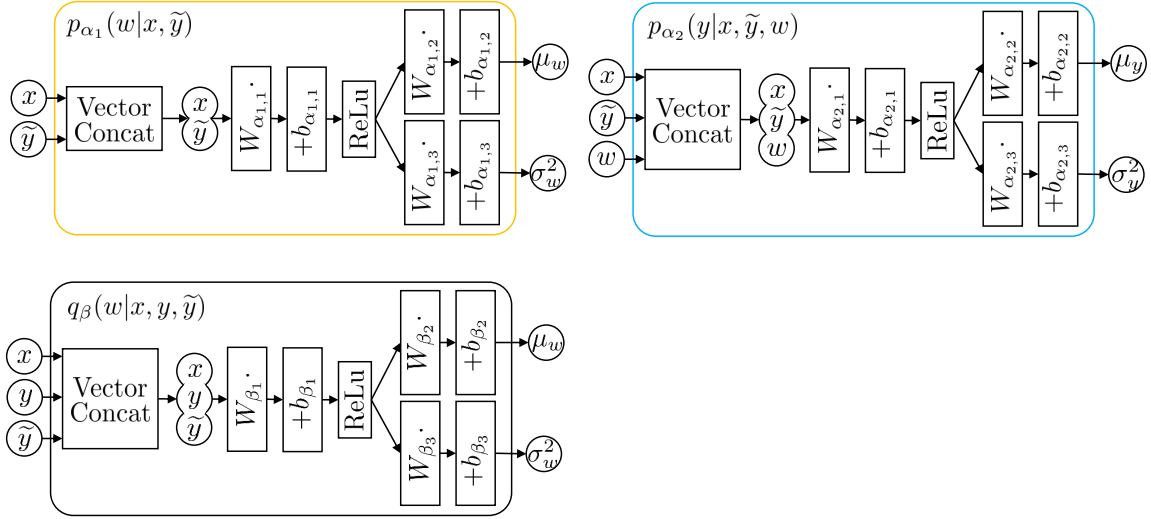 p_{α_1}(w|x, ỹ)
x
ỹ
Vector
Concat
x
ỹ
W_{α_{1,1}}·
+b_{α_{1,1}}
ReLu
W_{α_{1,2}}·
+b_{α_{1,2}}
μ_w
W_{α_{1,3}}·
+b_{α_{1,3}}
σ_w^2
p_{α_2}(y|x, ỹ, w)
x
ỹ
w
Vector
Concat
x
ỹ
w
W_{α_{2,1}}·
+b_{α_{2,1}}
ReLu
W_{α_{2,2}}·
+b_{α_{2,2}}
μ_y
W_{α_{2,3}}·
+b_{α_{2,3}}
σ_y^2
q_β(w|x, y, ỹ)
x
y
ỹ
Vector
Concat
x
y
ỹ
W_{β_1}·
+b_{β_1}
ReLu
W_{β_2}·
+b_{β_2}
μ_w
W_{β_3}·
+b_{β_3}
σ_w^2